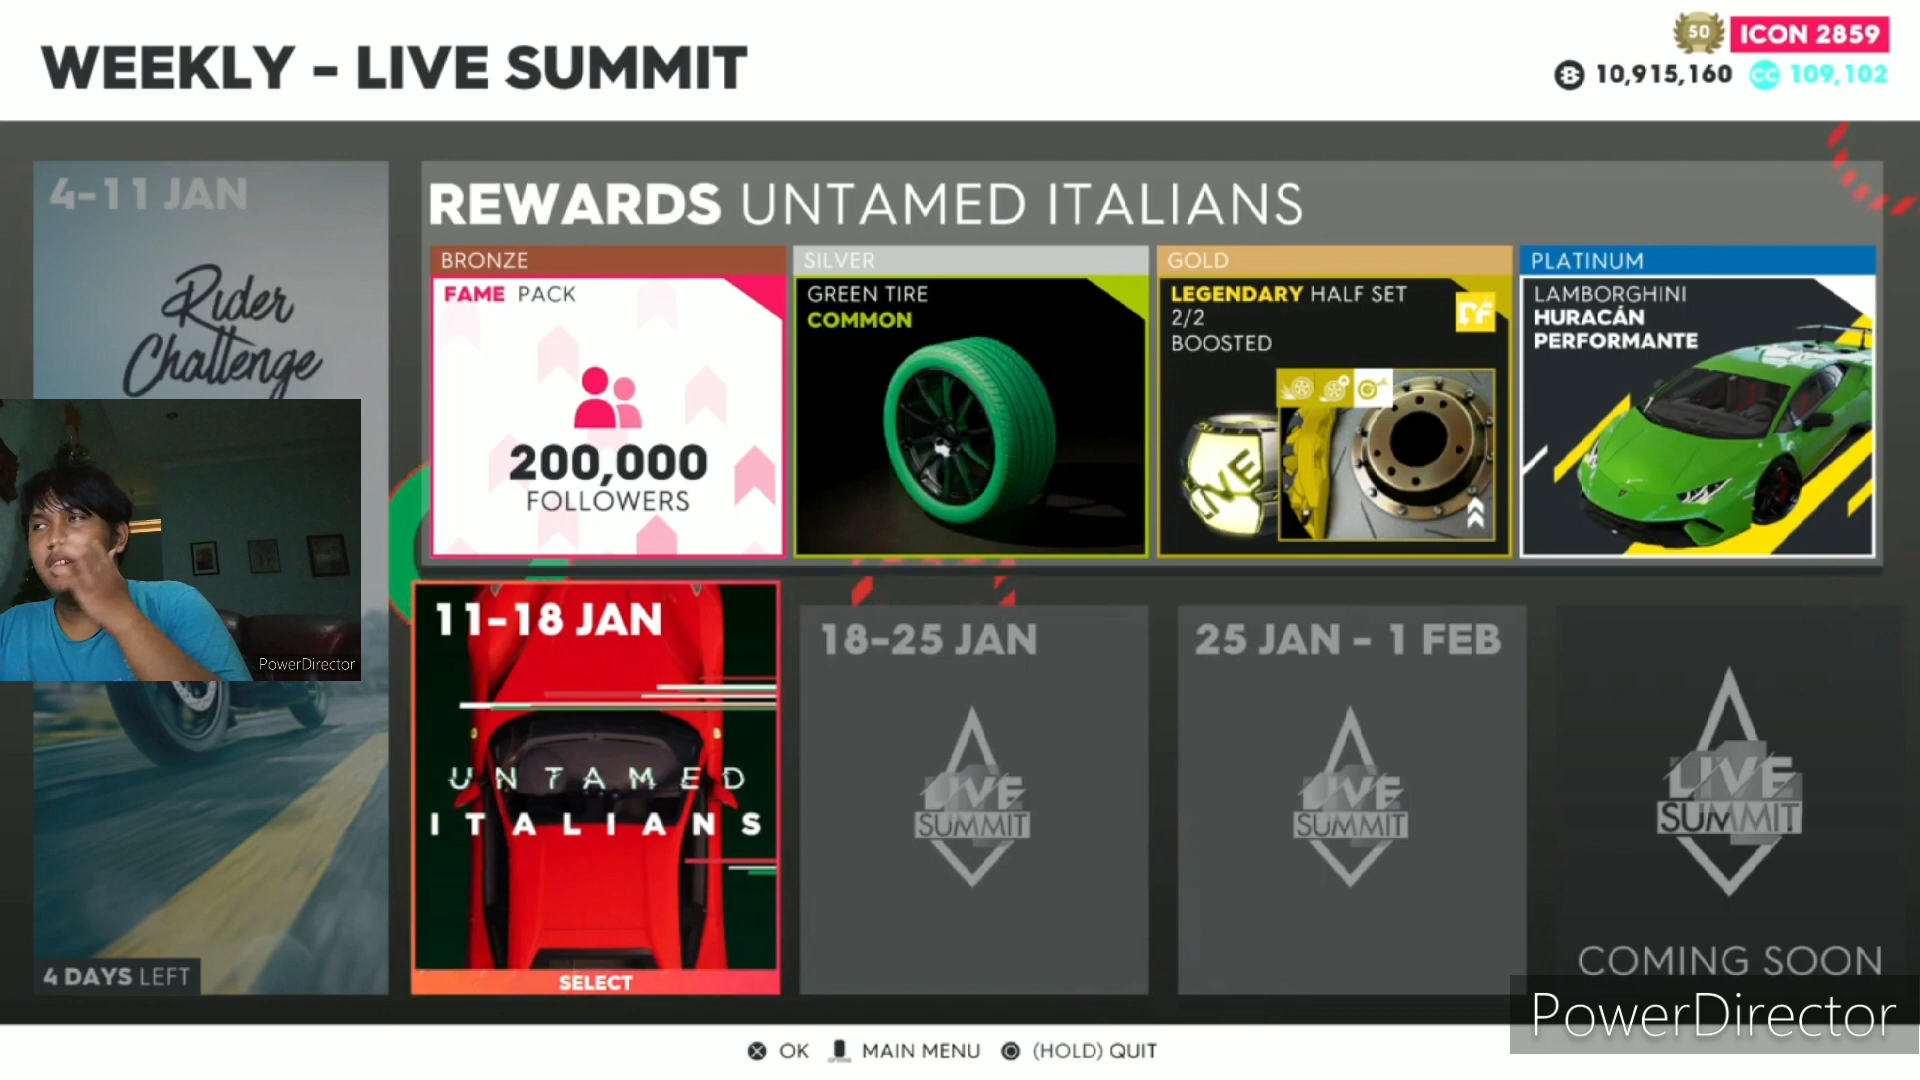 WEEKLY - LIVE SUMMIT
50 ICON 2859
10,915,160 CC 109,102
4-11 JAN
Rider
Challenge
4 DAYS LEFT
REWARDS UNTAMED ITALIANS
BRONZE
FAME PACK
200,000
FOLLOWERS
SILVER
GREEN TIRE
COMMON
GOLD
LEGENDARY HALF SET
2/2
BOOSTED
LIVE
PLATINUM
LAMBORGHINI
HURACÁN
PERFORMANTE
PowerDirector
11-18 JAN
UNTAMED
ITALIANS
SELECT
18-25 JAN
LIVE
SUMMIT
25 JAN - 1 FEB
LIVE
SUMMIT
LIVE
SUMMIT
COMING SOON
PowerDirector
OK MAIN MENU (HOLD) QUIT